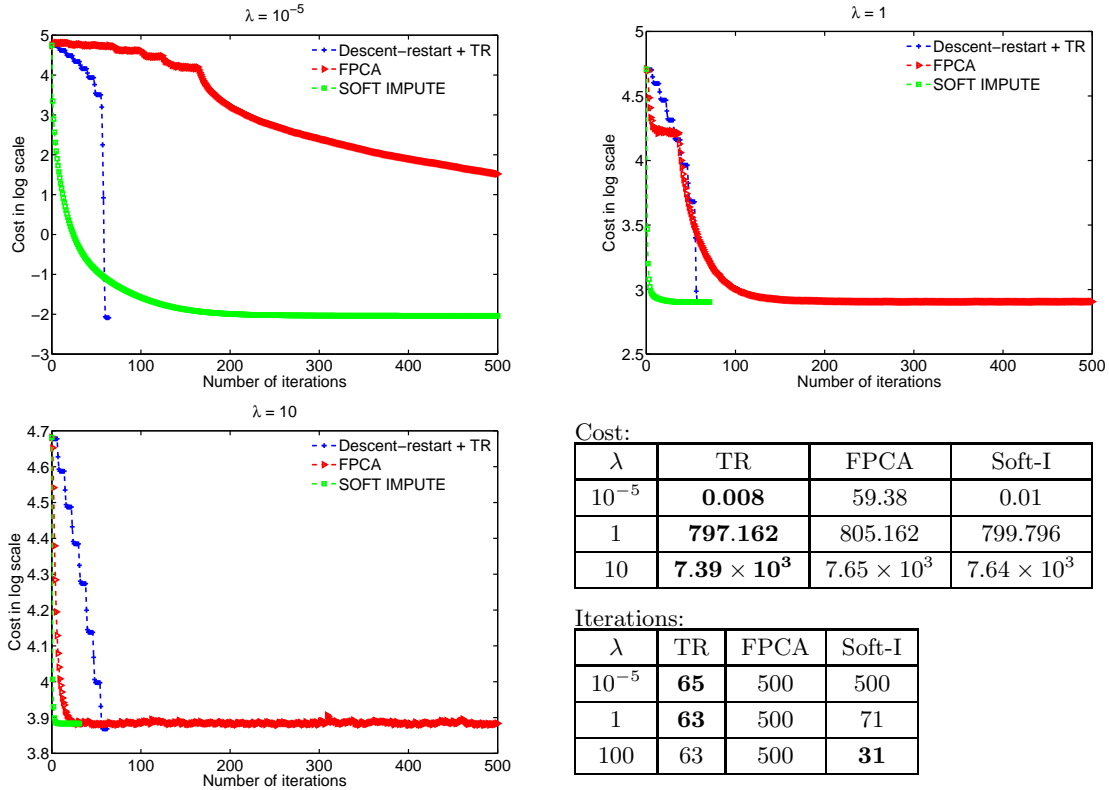 λ = 10⁻⁵
5
4
3
2
1
0
−1
−2
−3
0
100
200
300
400
500
Cost in log scale
Number of iterations
Descent−restart + TR
FPCA
SOFT IMPUTE
λ = 1
5
4.5
4
3.5
3
2.5
0
100
200
300
400
500
Cost in log scale
Number of iterations
Descent−restart + TR
FPCA
SOFT IMPUTE
λ = 10
4.7
4.6
4.5
4.4
4.3
4.2
4.1
4
3.9
3.8
0
100
200
300
400
500
Cost in log scale
Number of iterations
Descent−restart + TR
FPCA
SOFT IMPUTE
Cost:
λ TR FPCA Soft-I
10⁻⁵ 0.008 59.38 0.01
1 797.162 805.162 799.796
10 7.39 × 10³ 7.65 × 10³ 7.64 × 10³
Iterations:
λ TR FPCA Soft-I
10⁻⁵ 65 500 500
1 63 500 71
100 63 500 31